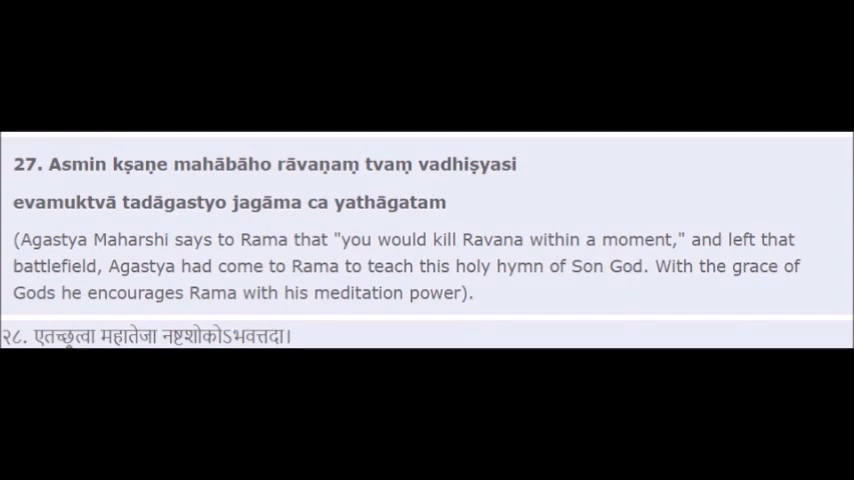 27. Asmin kṣaṇe mahābāho rāvaṇaṃ tvaṃ vadhiṣyasi
evamuktvā tadāgastyo jagāma ca yathāgatam
(Agastya Maharshi says to Rama that "you would kill Ravana within a moment," and left that
battlefield, Agastya had come to Rama to teach this holy hymn of Son God. With the grace of
Gods he encourages Rama with his meditation power).
२८. एतच्छ्रुत्वा महातेजा नष्टशोकोऽभवत्तदा।